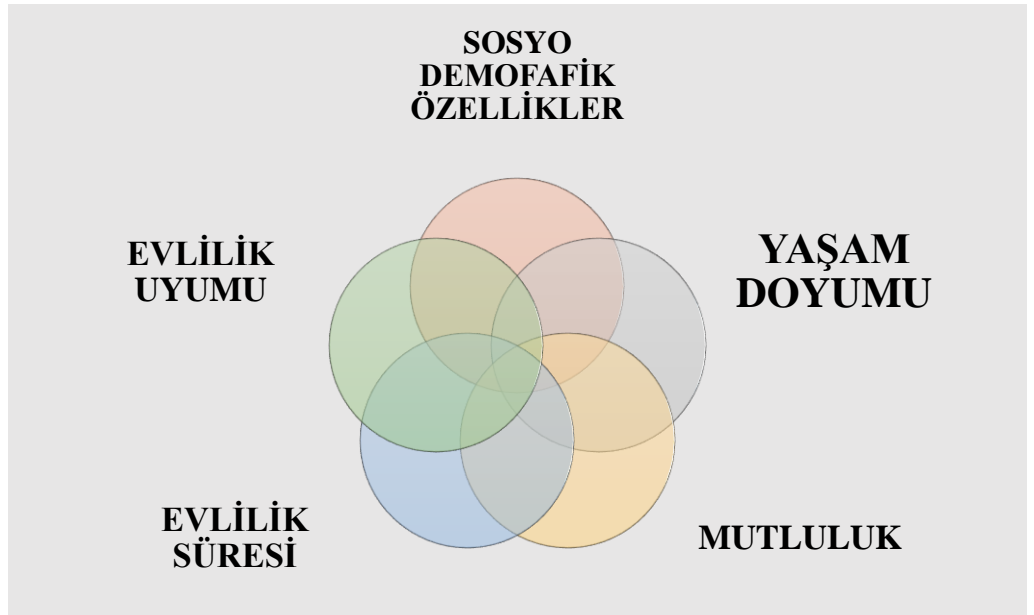 SOSYO
DEMOFAFİK
ÖZELLİKLER
EVLİLİK
UYUMU
YAŞAM
DOYUMU
EVLİLİK
SÜRESİ
MUTLULUK